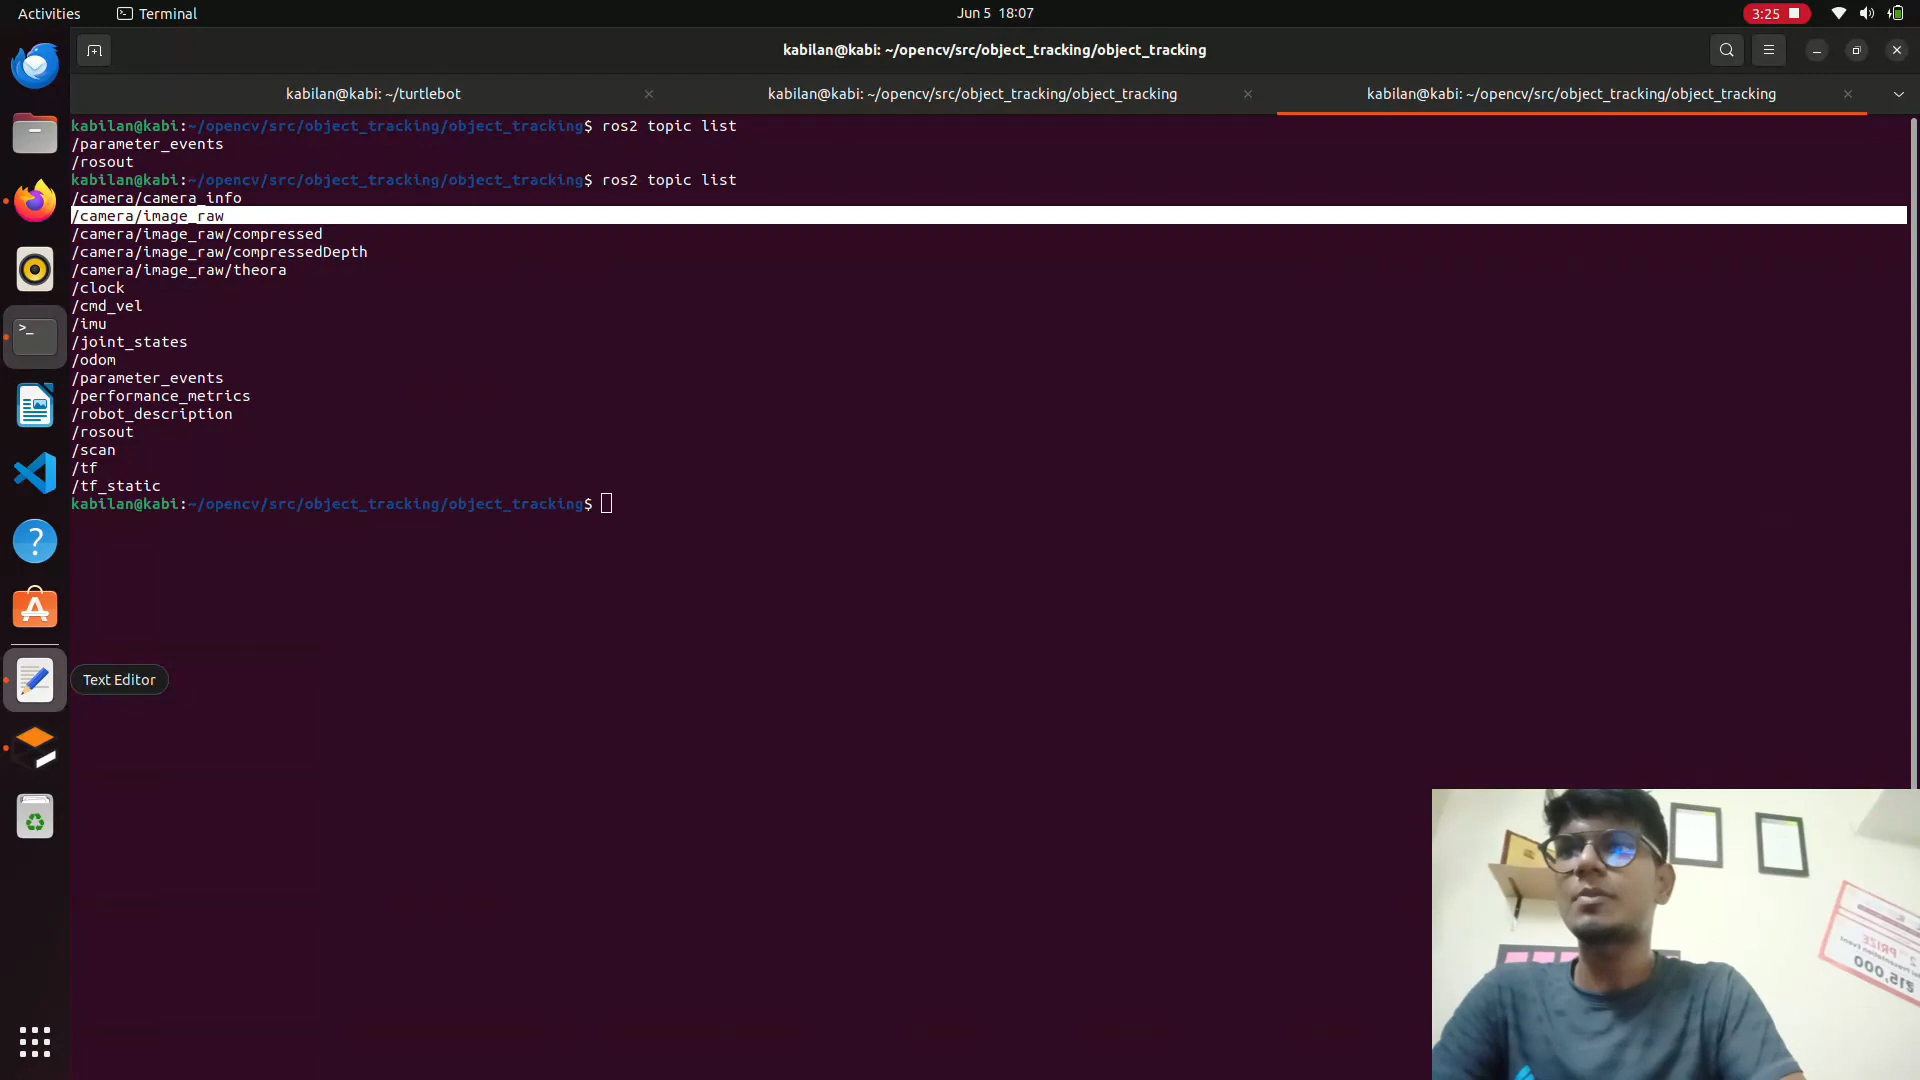 Activities
Terminal
Jun 5 18:07
3:25
kabilan@kabi: ~/opencv/src/object_tracking/object_tracking
kabilan@kabi: ~/turtlebot
kabilan@kabi: ~/opencv/src/object_tracking/object_tracking
kabilan@kabi: ~/opencv/src/object_tracking/object_tracking
kabilan@kabi:~/opencv/src/object_tracking/object_tracking$ ros2 topic list
/parameter_events
/rosout
kabilan@kabi:~/opencv/src/object_tracking/object_tracking$ ros2 topic list
/camera/camera_info
/camera/image_raw
/camera/image_raw/compressed
/camera/image_raw/compressedDepth
/camera/image_raw/theora
/clock
/cmd_vel
/imu
/joint_states
/odom
/parameter_events
/performance_metrics
/robot_description
/rosout
/scan
/tf
/tf_static
kabilan@kabi:~/opencv/src/object_tracking/object_tracking$
Text Editor
PRIZE
₹15,000